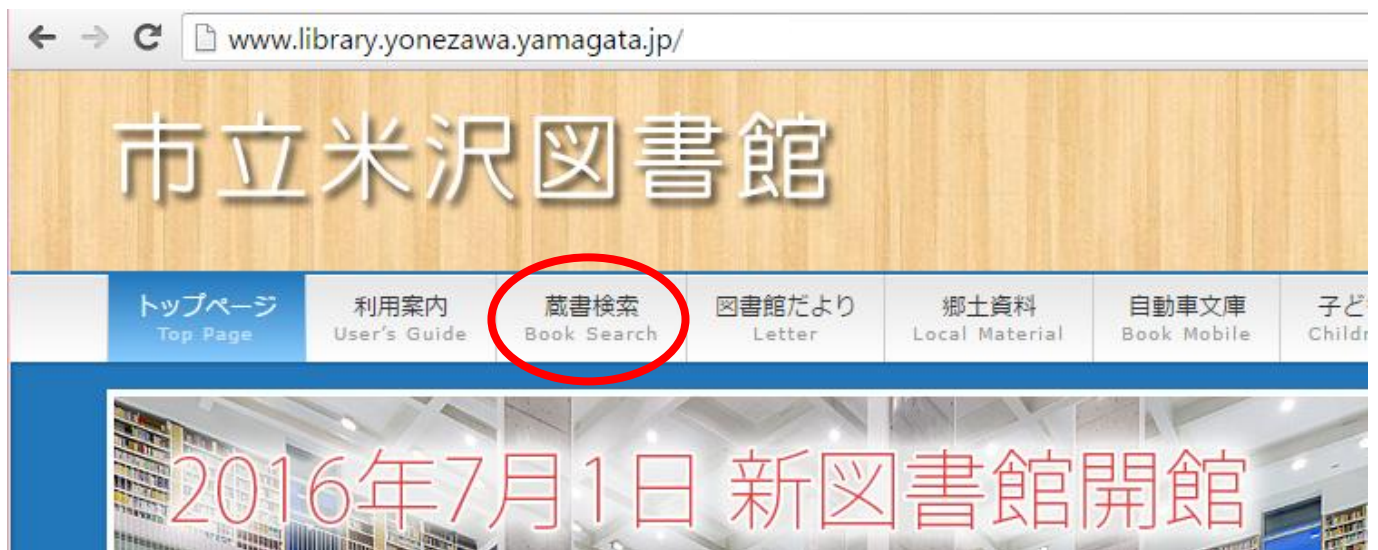 www.library.yonezawa.yamagata.jp/
市立米沢図書館
トップページ 利用案内 蔵書検索 図書館だより 郷土資料 自動車文庫 子ど
Top Page User's Guide Book Search Letter Local Material Book Mobile Child
2016年7月1日 新図書館開館